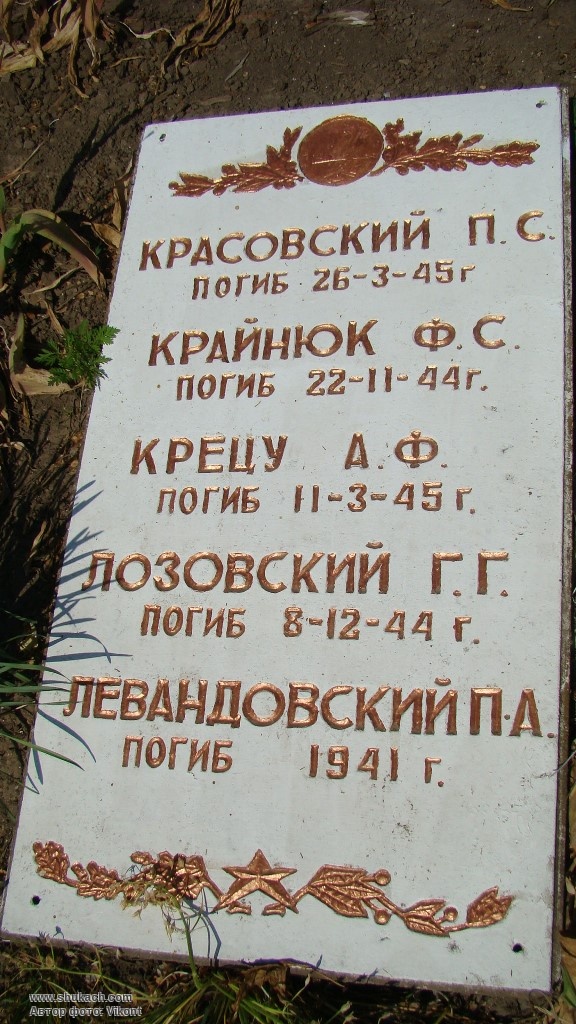 КРАСОВСКИЙ П.С.
ПОГИБ 26-3-45г
КРАЙНЮК Ф.С.
ПОГИБ 22-11-44г.
КРЕЦУ А.Ф.
ПОГИБ 11-3-45г.
ЛОЗОВСКИЙ Г.Г.
ПОГИБ 8-12-44 г.
ЛЕВАНДОВСКИЙ П.А.
ПОГИБ 1941 г.
www.shukach.com
Автор фото: Vikont